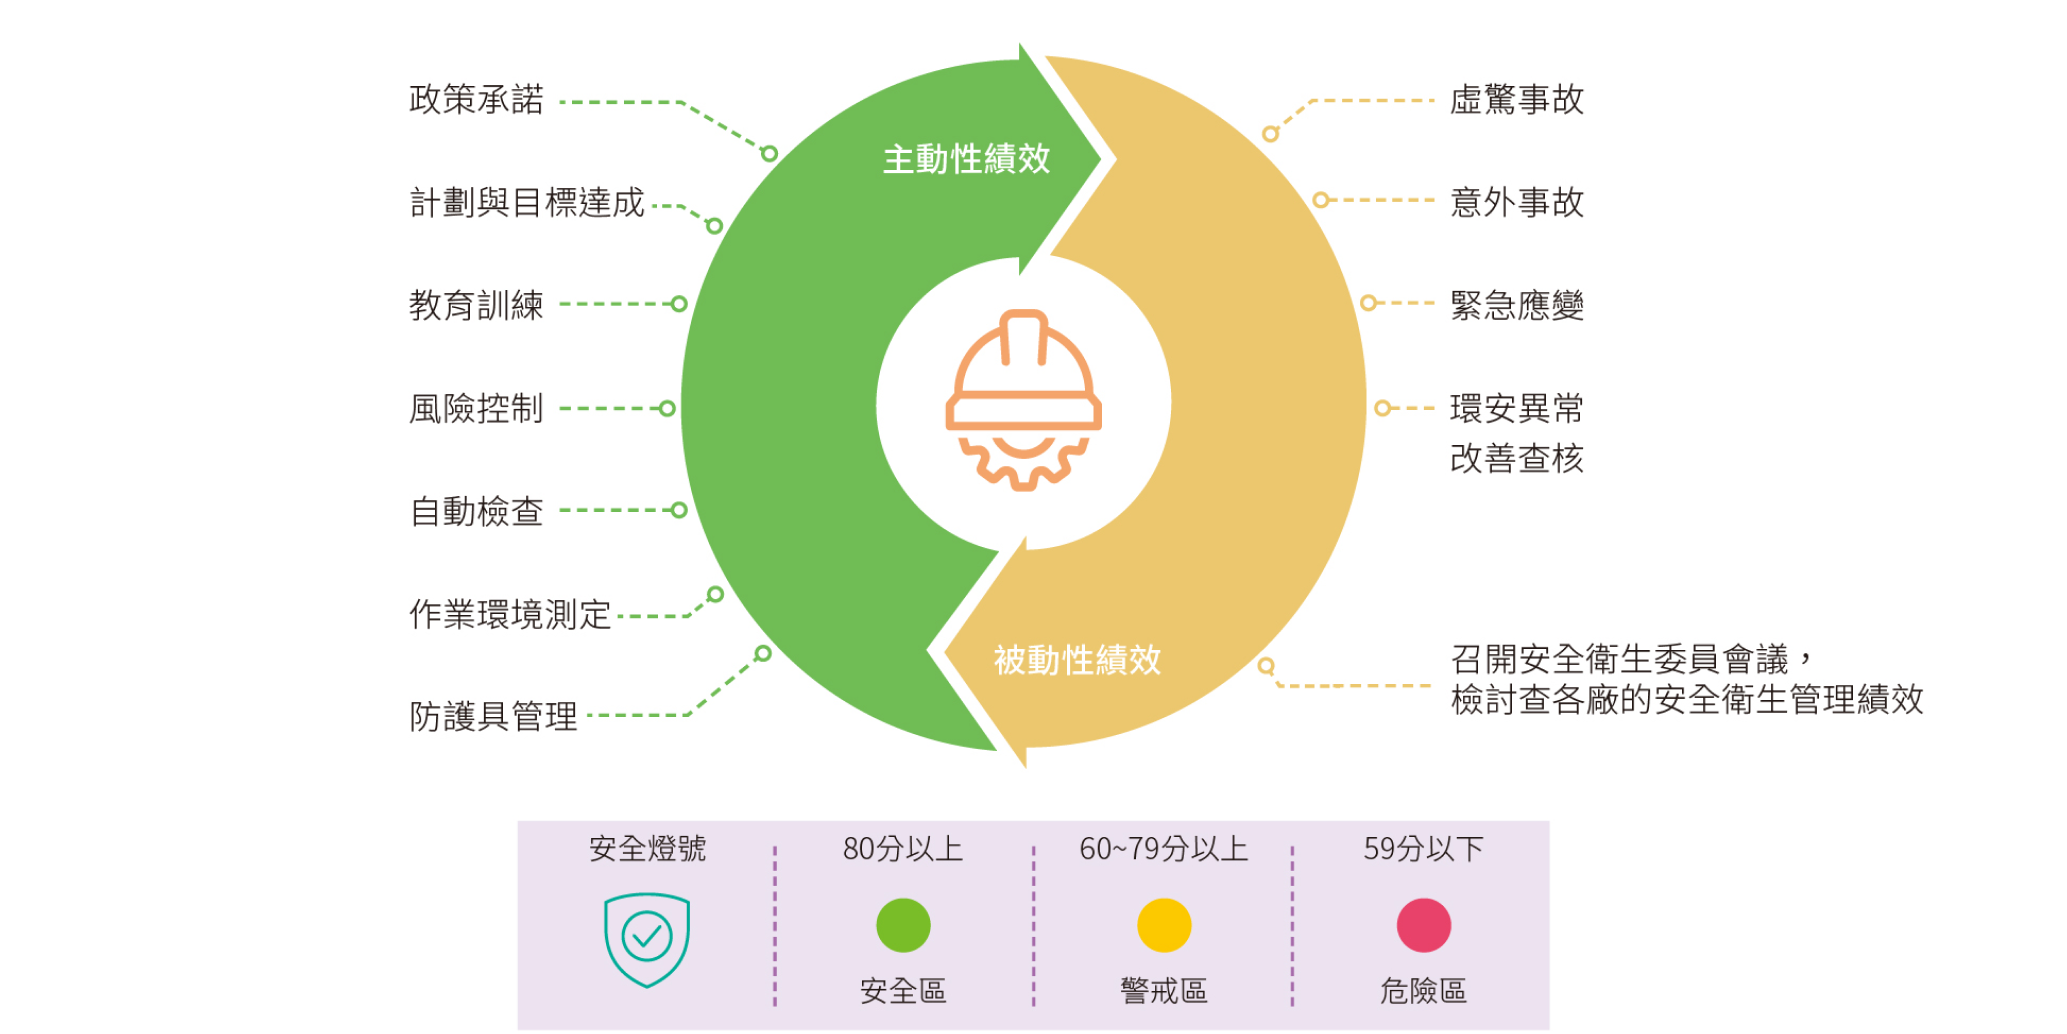 政策承諾
計劃與目標達成
教育訓練
風險控制
自動檢查
作業環境測定
防護具管理
主動性績效
被動性績效
虛驚事故
意外事故
緊急應變
環安異常
改善查核
召開安全衛生委員會議，
檢討查各廠的安全衛生管理績效
安全燈號
80分以上
安全區
60~79分以上
警戒區
59分以下
危險區